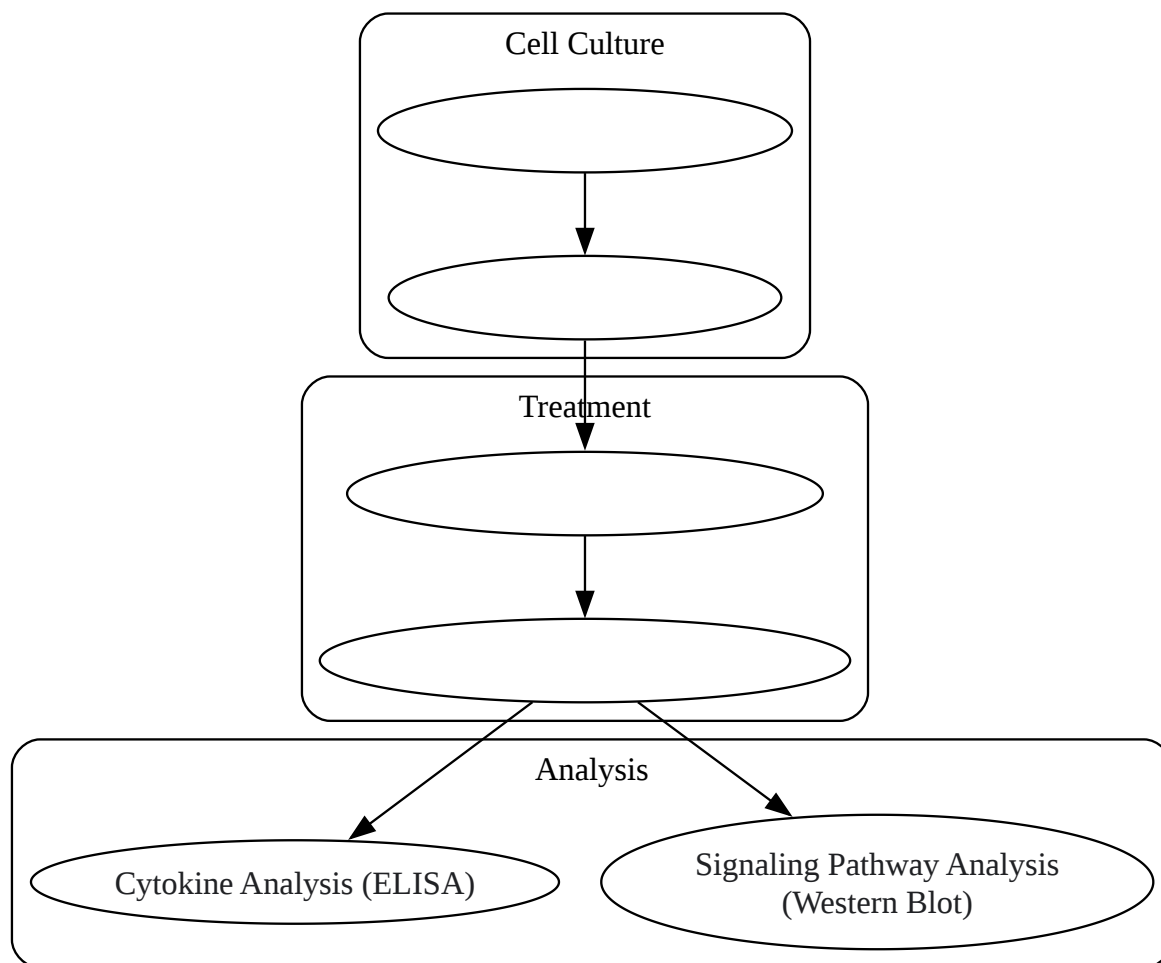 Cell Culture
Treatment
Analysis
Cytokine Analysis (ELISA)
Signaling Pathway Analysis
(Western Blot)